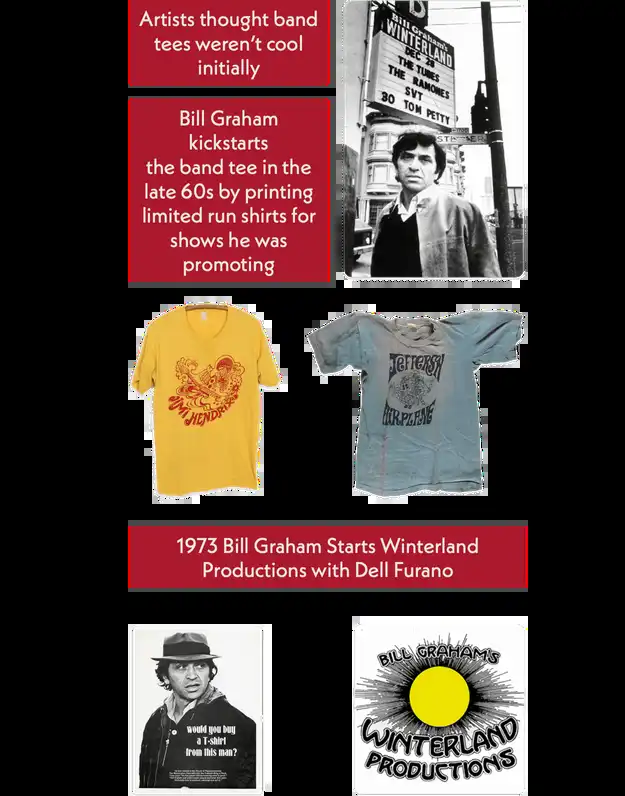 Artists thought band
tees weren't cool
initially
Bill Graham
kickstarts
the band tee in the
late 60s by printing
limited run shirts for
shows he was
promoting
Bill Graham's
WINTERLAND
DEC 28
THE TUBES
THE RAMONES
SVT
30 TOM PETTY
JIMI HENDRIX
JEFFERSN
AIRPLANE
1973 Bill Graham Starts Winterland
Productions with Dell Furano
would you buy
a T-shirt
from this man?
BILL GRAHAM'S
WINTERLAND
PRODUCTIONS